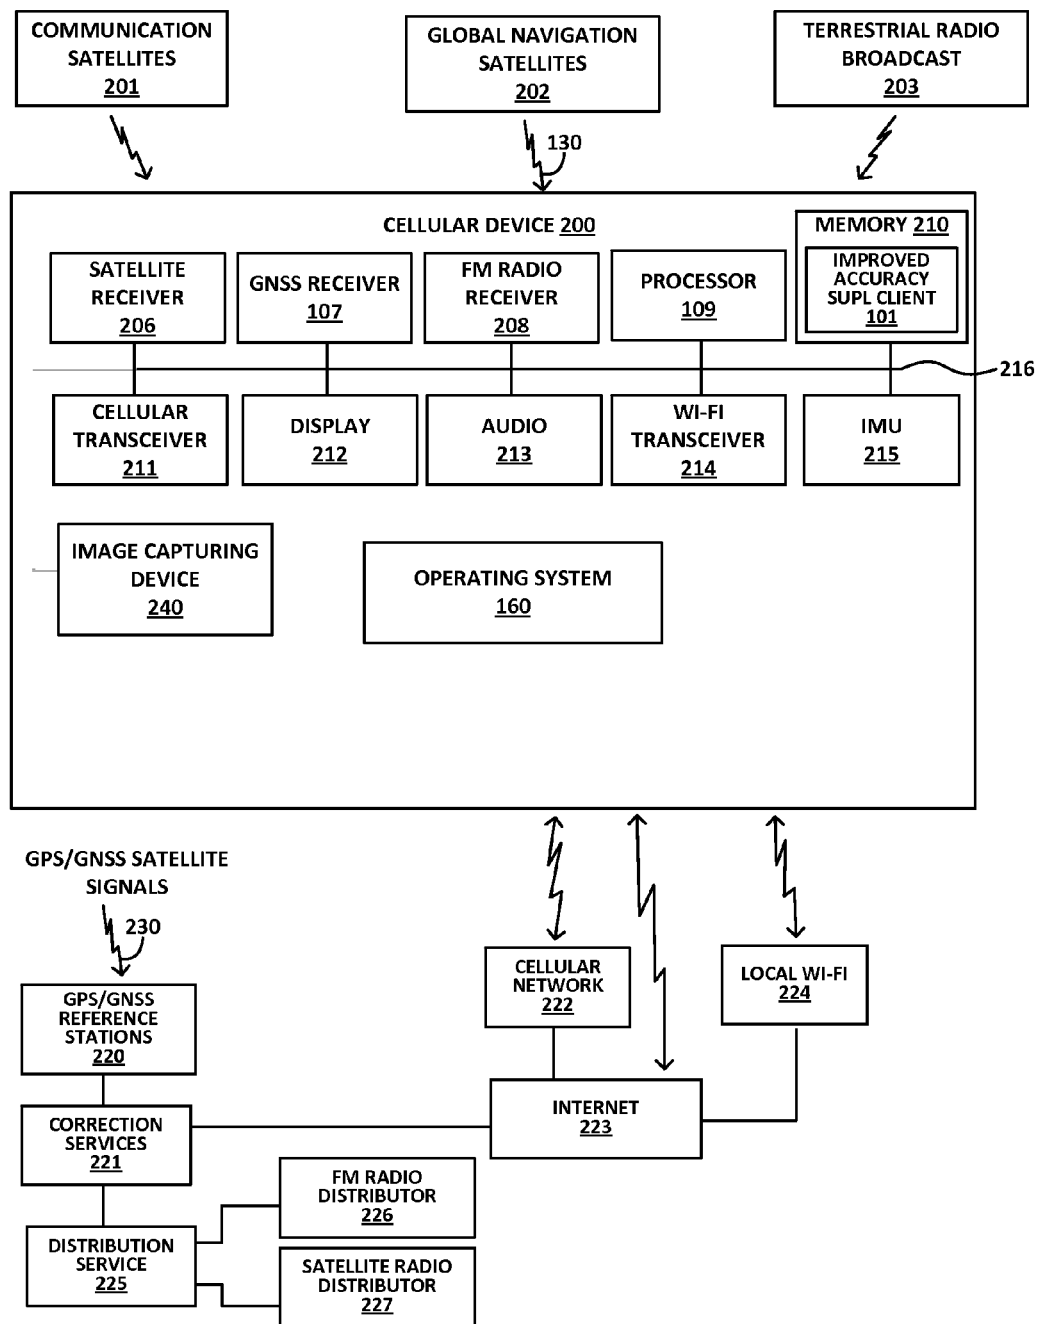 COMMUNICATION
SATELLITES
201
GLOBAL NAVIGATION
SATELLITES
202
TERRESTRIAL RADIO
BROADCAST
203
130
CELLULAR DEVICE 200
MEMORY 210
IMPROVED
ACCURACY
SUPL CLIENT
101
SATELLITE
RECEIVER
206
GNSS RECEIVER
107
FM RADIO
RECEIVER
208
PROCESSOR
109
216
CELLULAR
TRANSCEIVER
211
DISPLAY
212
AUDIO
213
WI-FI
TRANSCEIVER
214
IMU
215
IMAGE CAPTURING
DEVICE
240
OPERATING SYSTEM
160
GPS/GNSS SATELLITE
SIGNALS
230
GPS/GNSS
REFERENCE
STATIONS
220
CELLULAR
NETWORK
222
LOCAL WI-FI
224
INTERNET
223
CORRECTION
SERVICES
221
FM RADIO
DISTRIBUTOR
226
DISTRIBUTION
SERVICE
225
SATELLITE RADIO
DISTRIBUTOR
227